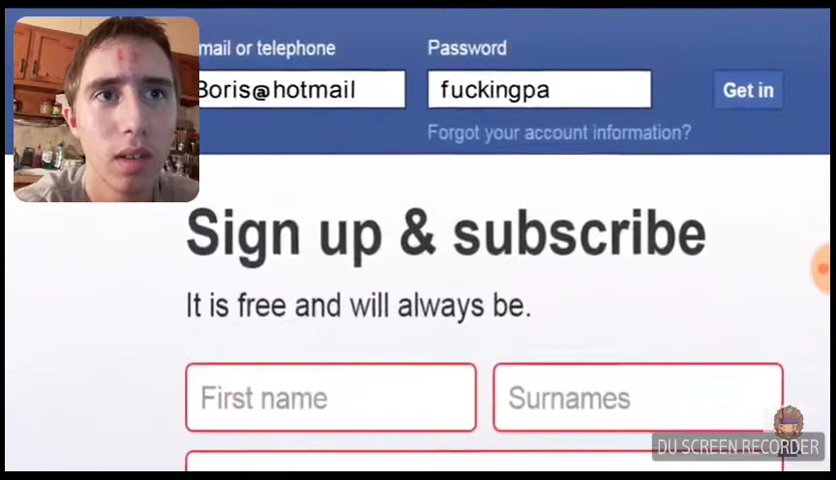 mail or telephone
Password
Boris@hotmail
fuckingpa
Get in
Forgot your account information?
Sign up & subscribe
It is free and will always be.
First name
Surnames
DU SCREEN RECORDER